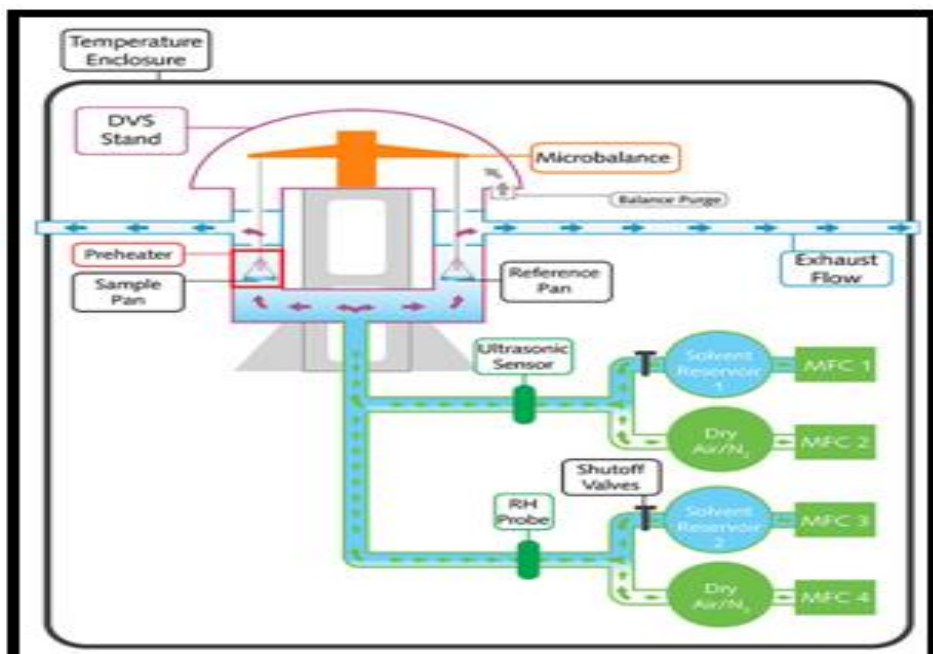 Temperature
Enclosure
DVS
Stand
Microbalance
Balance Purge
Preheater
Sample
Pan
Reference
Pan
Exhaust
Flow
Ultrasonic
Sensor
Solvent
Reservoir
1
MFC 1
Dry
Air/N₂
MFC 2
Shutoff
Valves
RH
Probe
Solvent
Reservoir
2
MFC 3
Dry
Air/N₂
MFC 4